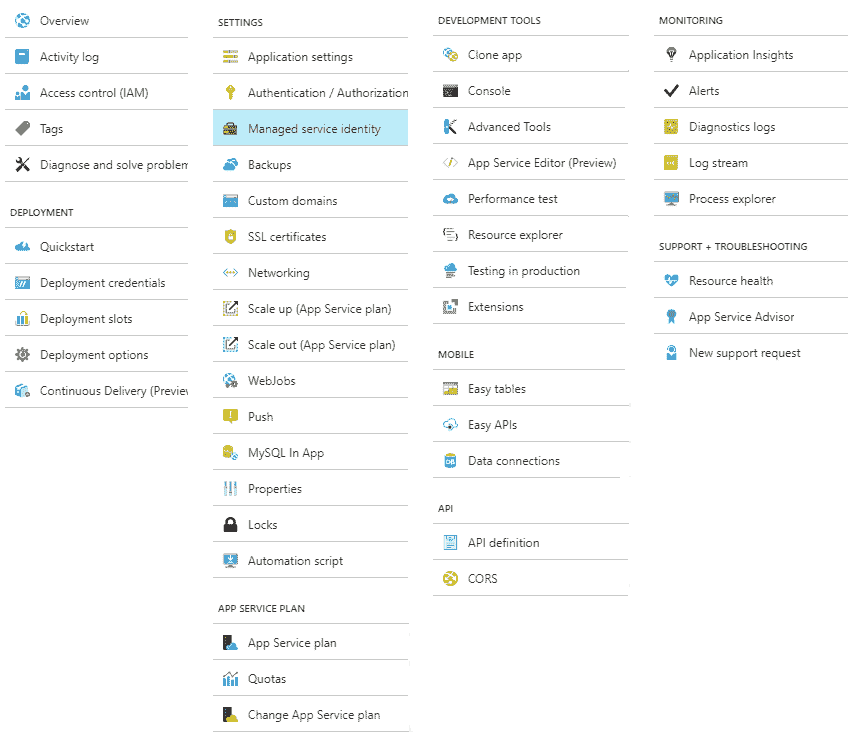 Overview
Activity log
Access control (IAM)
Tags
Diagnose and solve problem
DEPLOYMENT
Quickstart
Deployment credentials
Deployment slots
Deployment options
Continuous Delivery (Preview
SETTINGS
Application settings
Authentication / Authorization
Managed service identity
Backups
Custom domains
SSL certificates
Networking
Scale up (App Service plan)
Scale out (App Service plan)
WebJobs
Push
MySQL In App
Properties
Locks
Automation script
APP SERVICE PLAN
App Service plan
Quotas
Change App Service plan
DEVELOPMENT TOOLS
Clone app
Console
Advanced Tools
App Service Editor (Preview)
Performance test
Resource explorer
Testing in production
Extensions
MOBILE
Easy tables
Easy APIs
Data connections
API
API definition
CORS
MONITORING
Application Insights
Alerts
Diagnostics logs
Log stream
Process explorer
SUPPORT + TROUBLESHOOTING
Resource health
App Service Advisor
New support request